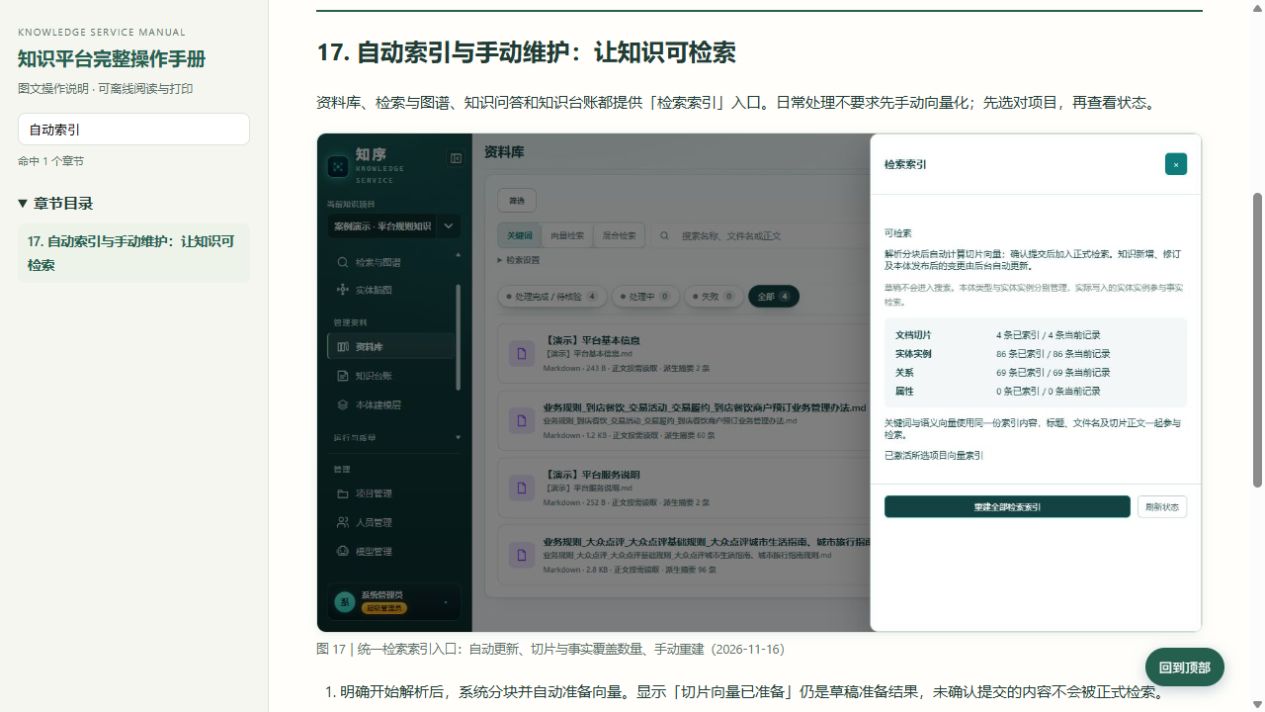 KNOWLEDGE SERVICE MANUAL
知识平台完整操作手册
图文操作说明 · 可离线阅读与打印
自动索引
命中 1 个章节
▼ 章节目录
17. 自动索引与手动维护：让知识可
检索
17. 自动索引与手动维护：让知识可检索
资料库、检索与图谱、知识问答和知识台账都提供「检索索引」入口。日常处理不要求先手动向量化；先选对项目，再查看状态。
知序
KNOWLEDGE
SERVICE
当前知识项目
案例演示 · 平台规则知识
检索与图谱
实体脑图
管理资料
资料库
知识台账
本体建模层
运行与账单
管理
项目管理
人员管理
模型管理
系
系统管理员
超级管理员
资料库
筛选
关键词
向量检索
混合检索
搜索名称、文件名或正文
检索设置
处理完成 / 待核验 4
处理中 0
失败 0
全部 4
【演示】平台基本信息
【演示】平台基本信息.md
Markdown · 243 B · 正文按需读取 · 派生摘要 2 条
业务规则_到店餐饮_交易活动_交易履约_到店餐饮商户预订业务管理办法.md
业务规则_到店餐饮_交易活动_交易履约_到店餐饮商户预订业务管理办法.md
Markdown · 1.2 KB · 正文按需读取 · 派生摘要 60 条
【演示】平台服务说明
【演示】平台服务说明.md
Markdown · 252 B · 正文按需读取 · 派生摘要 2 条
业务规则_大众点评_大众点评基础规则_大众点评城市生活指南、城市旅行指南
业务规则_大众点评_大众点评基础规则_大众点评城市生活指南、城市旅行指南规则.md
Markdown · 2.8 KB · 正文按需读取 · 派生摘要 96 条
检索索引
×
可检索
解析分块后自动计算切片向量；确认提交后加入正式检索。知识新增、修订
及本体发布后的变更由后台自动更新。
草稿不会进入搜索。本体类型与实体实例分别管理，实际写入的实体实例参与事实
检索。
文档切片 4 条已索引 / 4 条当前记录
实体实例 86 条已索引 / 86 条当前记录
关系 69 条已索引 / 69 条当前记录
属性 0 条已索引 / 0 条当前记录
关键词与语义向量使用同一份索引内容，标题、文件名及切片正文一起参与
检索。
已激活所选项目向量索引
重建全部检索索引
刷新状态
图 17 | 统一检索索引入口：自动更新、切片与事实覆盖数量、手动重建（2026-11-16）
回到顶部
1. 明确开始解析后，系统分块并自动准备向量。显示「切片向量已准备」仍是草稿准备结果，未确认提交的内容不会被正式检索。